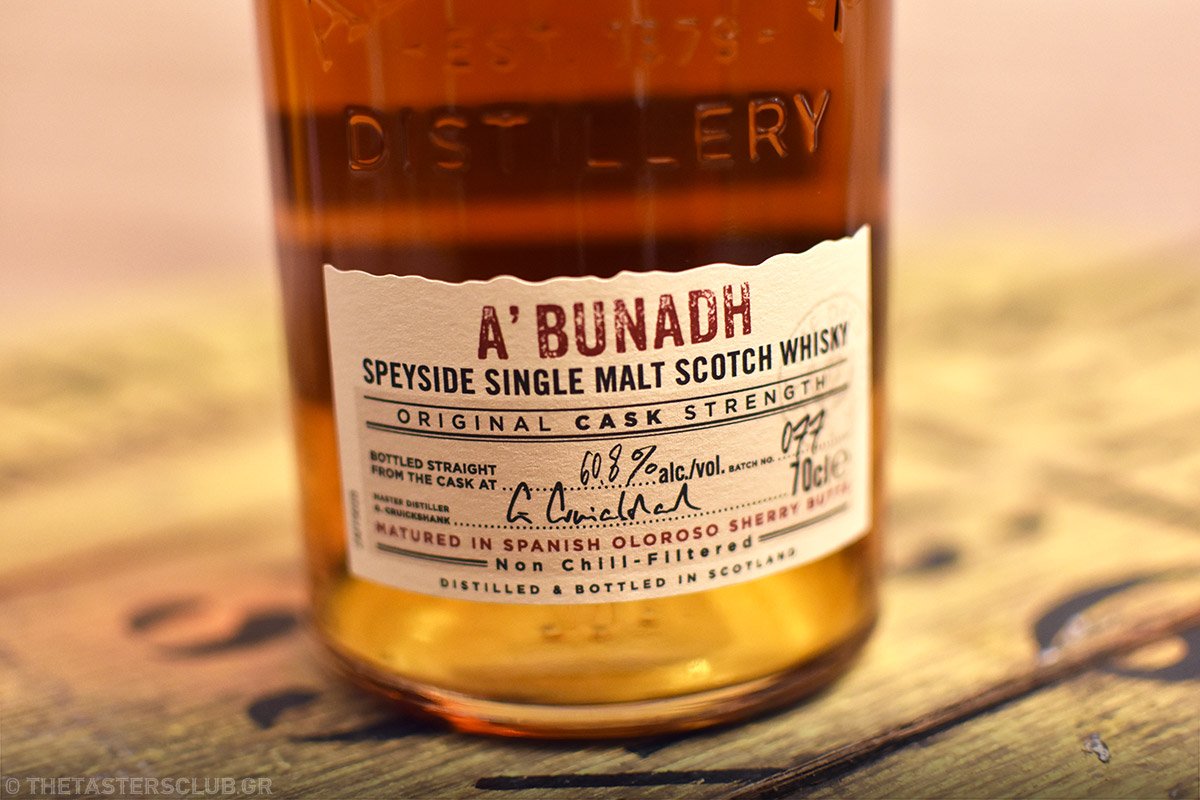 EST 1879
DISTILLERY
A'BUNADH
SPEYSIDE SINGLE MALT SCOTCH WHISKY
ORIGINAL CASK STRENGTH
BOTTLED STRAIGHT
FROM THE CASK AT 60.8% alc./vol. BATCH NO. 077
70cl e
MASTER DISTILLER
G. CRUICKSHANK G Cruickshank
MATURED IN SPANISH OLOROSO SHERRY BUTTS
Non Chill-Filtered
DISTILLED & BOTTLED IN SCOTLAND
© THETASTERSCLUB.GR